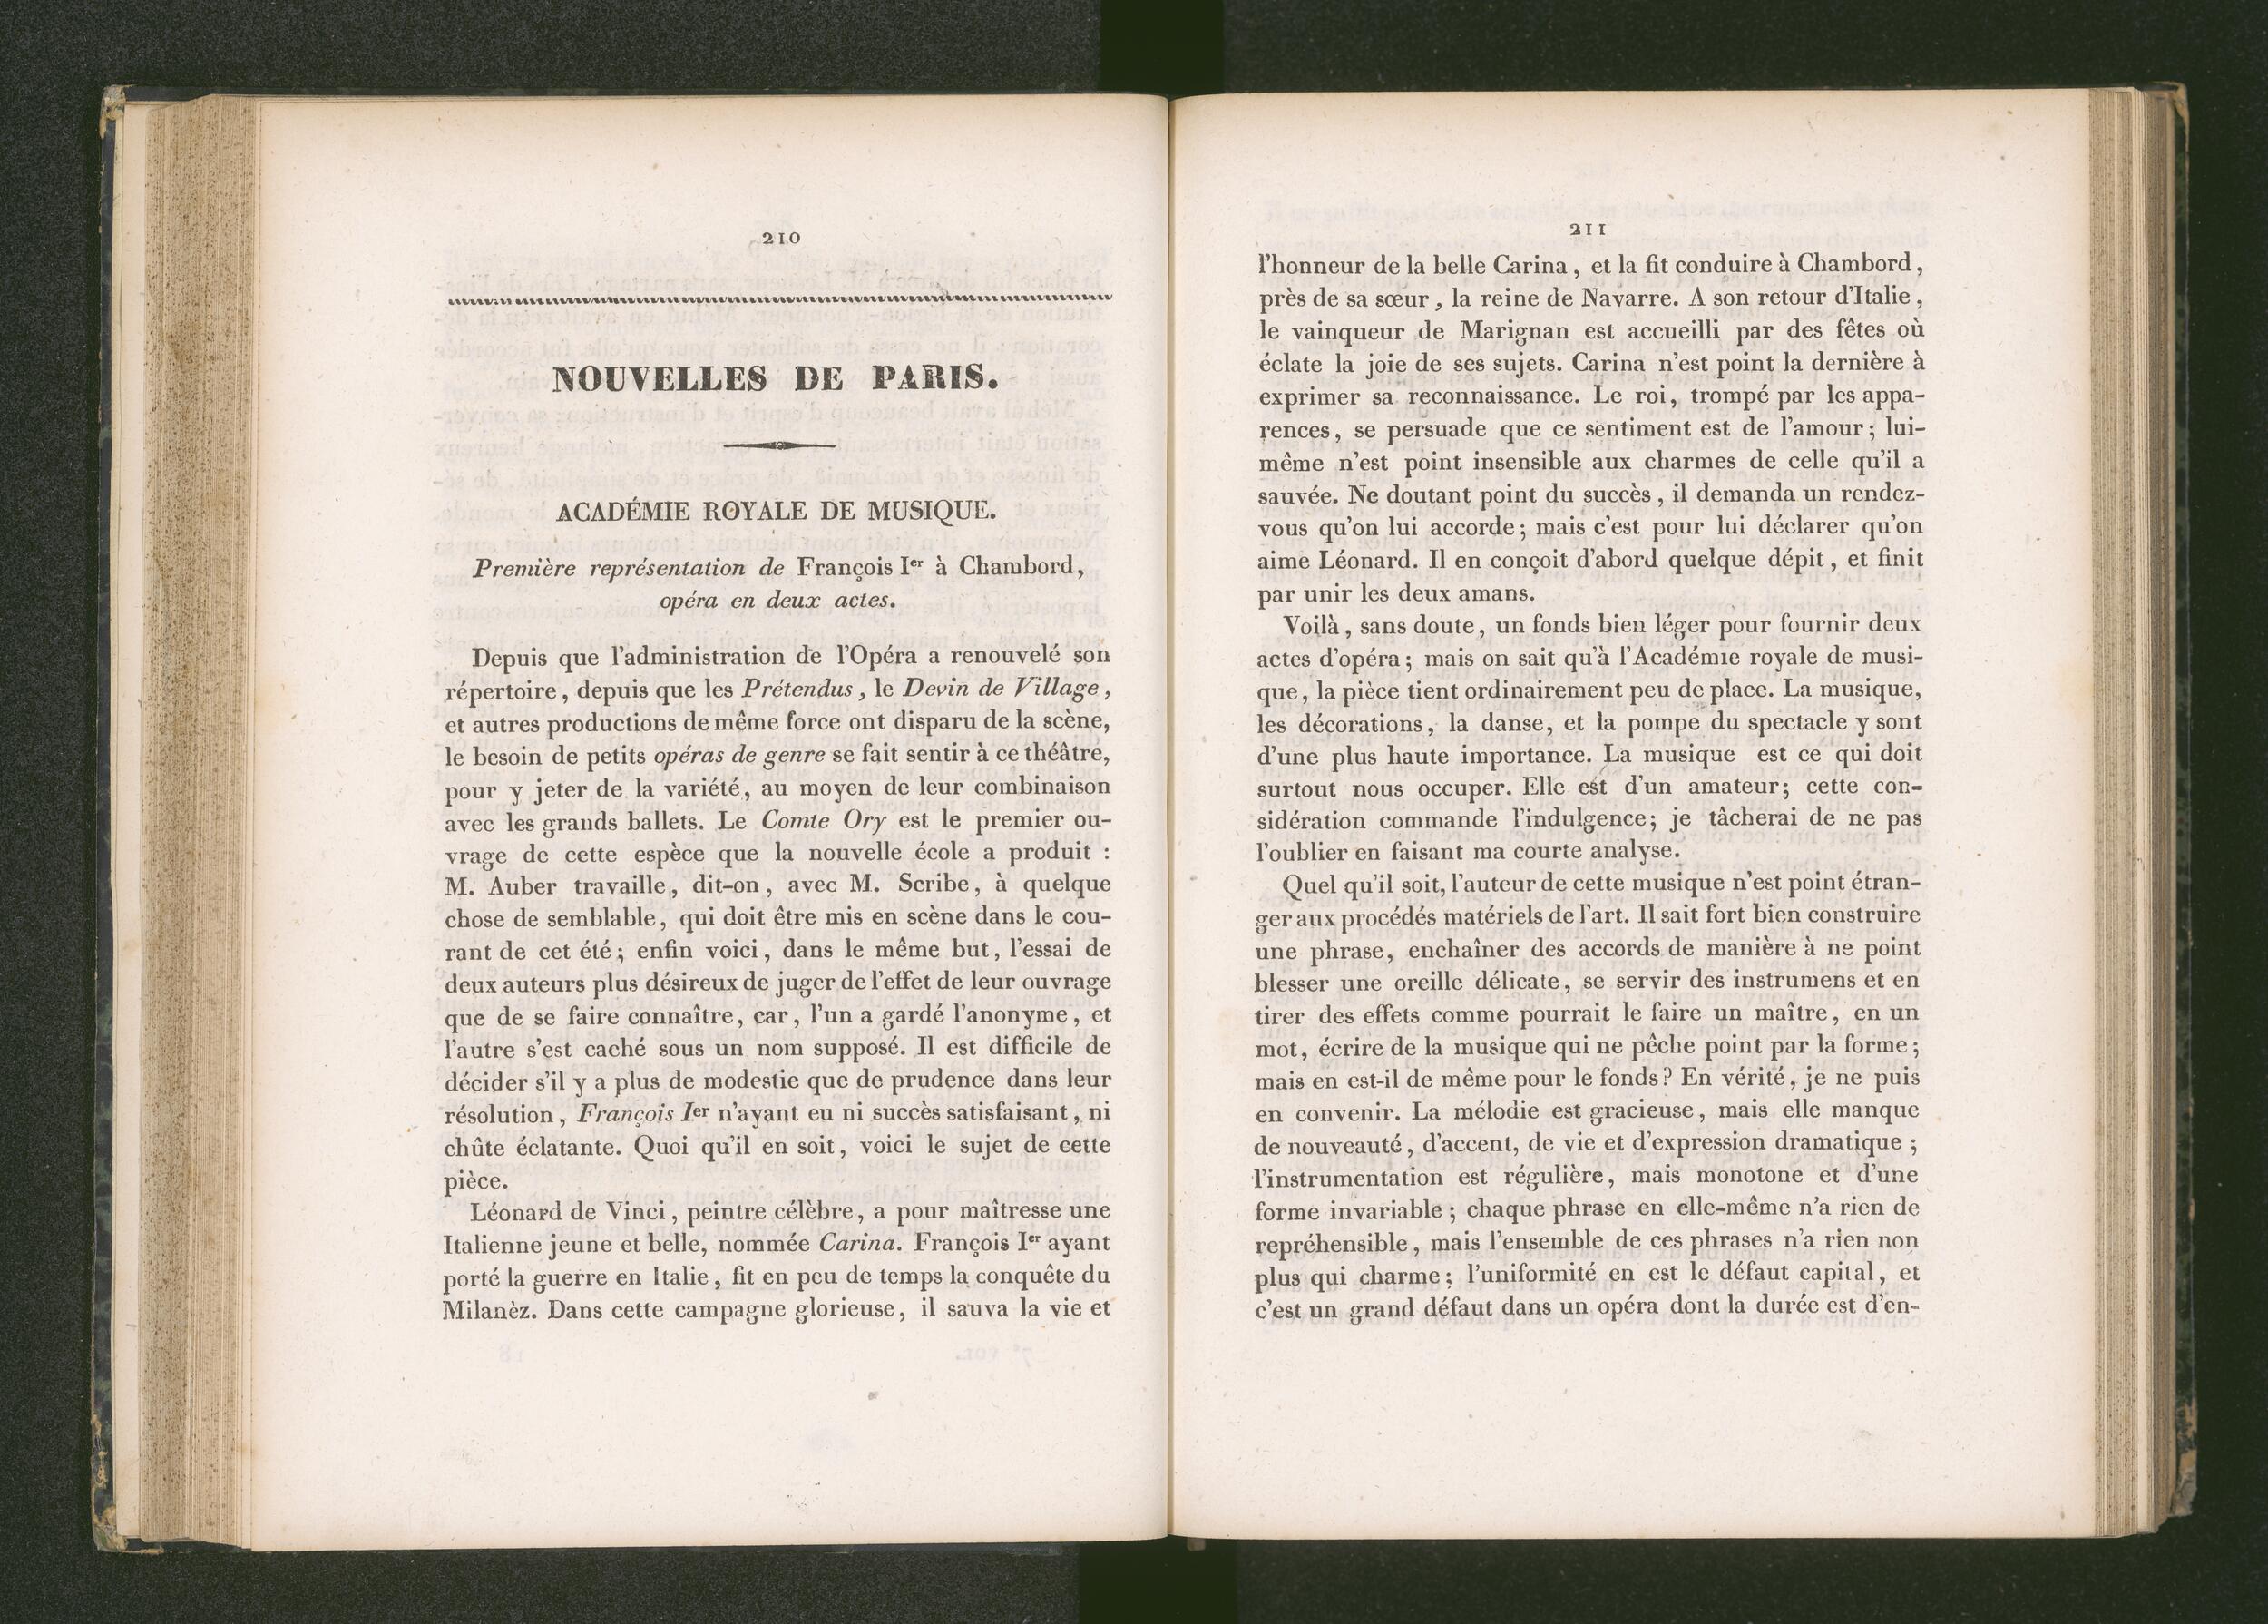 210
NOUVELLES DE PARIS.
ACADÉMIE ROYALE DE MUSIQUE.
Première représentation de François Ier à Chambord,
opéra en deux actes.
Depuis que l'administration de l'Opéra a renouvelé son
répertoire, depuis que les Prétendus, le Devin de Village,
et autres productions de même force ont disparu de la scène,
le besoin de petits opéras de genre se fait sentir à ce théâtre,
pour y jeter de la variété, au moyen de leur combinaison
avec les grands ballets. Le Comte Ory est le premier ou-
vrage de cette espèce que la nouvelle école a produit :
M. Auber travaille, dit-on, avec M. Scribe, à quelque
chose de semblable, qui doit être mis en scène dans le cou-
rant de cet été; enfin voici, dans le même but, l'essai de
deux auteurs plus désireux de juger de l'effet de leur ouvrage
que de se faire connaître, car, l'un a gardé l'anonyme, et
l'autre s'est caché sous un nom supposé. Il est difficile de
décider s'il y a plus de modestie que de prudence dans leur
résolution, François Ier n'ayant eu ni succès satisfaisant, ni
chûte éclatante. Quoi qu'il en soit, voici le sujet de cette
pièce.
Léonard de Vinci, peintre célèbre, a pour maîtresse une
Italienne jeune et belle, nommée Carina. François Ier ayant
porté la guerre en Italie, fit en peu de temps la conquête du
Milanèz. Dans cette campagne glorieuse, il sauva la vie et
211
l'honneur de la belle Carina, et la fit conduire à Chambord,
près de sa sœur, la reine de Navarre. A son retour d'Italie,
le vainqueur de Marignan est accueilli par des fêtes où
éclate la joie de ses sujets. Carina n'est point la dernière à
exprimer sa reconnaissance. Le roi, trompé par les appa-
rences, se persuade que ce sentiment est de l'amour; lui-
même n'est point insensible aux charmes de celle qu'il a
sauvée. Ne doutant point du succès, il demanda un rendez-
vous qu'on lui accorde; mais c'est pour lui déclarer qu'on
aime Léonard. Il en conçoit d'abord quelque dépit, et finit
par unir les deux amans.
Voilà, sans doute, un fonds bien léger pour fournir deux
actes d'opéra; mais on sait qu'à l'Académie royale de musi-
que, la pièce tient ordinairement peu de place. La musique,
les décorations, la danse, et la pompe du spectacle y sont
d'une plus haute importance. La musique est ce qui doit
surtout nous occuper. Elle est d'un amateur; cette con-
sidération commande l'indulgence; je tâcherai de ne pas
l'oublier en faisant ma courte analyse.
Quel qu'il soit, l'auteur de cette musique n'est point étran-
ger aux procédés matériels de l'art. Il sait fort bien construire
une phrase, enchaîner des accords de manière à ne point
blesser une oreille délicate, se servir des instrumens et en
tirer des effets comme pourrait le faire un maître, en un
mot, écrire de la musique qui ne pêche point par la forme;
mais en est-il de même pour le fonds? En vérité, je ne puis
en convenir. La mélodie est gracieuse, mais elle manque
de nouveauté, d'accent, de vie et d'expression dramatique;
l'instrumentation est régulière, mais monotone et d'une
forme invariable; chaque phrase en elle-même n'a rien de
repréhensible, mais l'ensemble de ces phrases n'a rien non
plus qui charme; l'uniformité en est le défaut capital, et
c'est un grand défaut dans un opéra dont la durée est d'en-